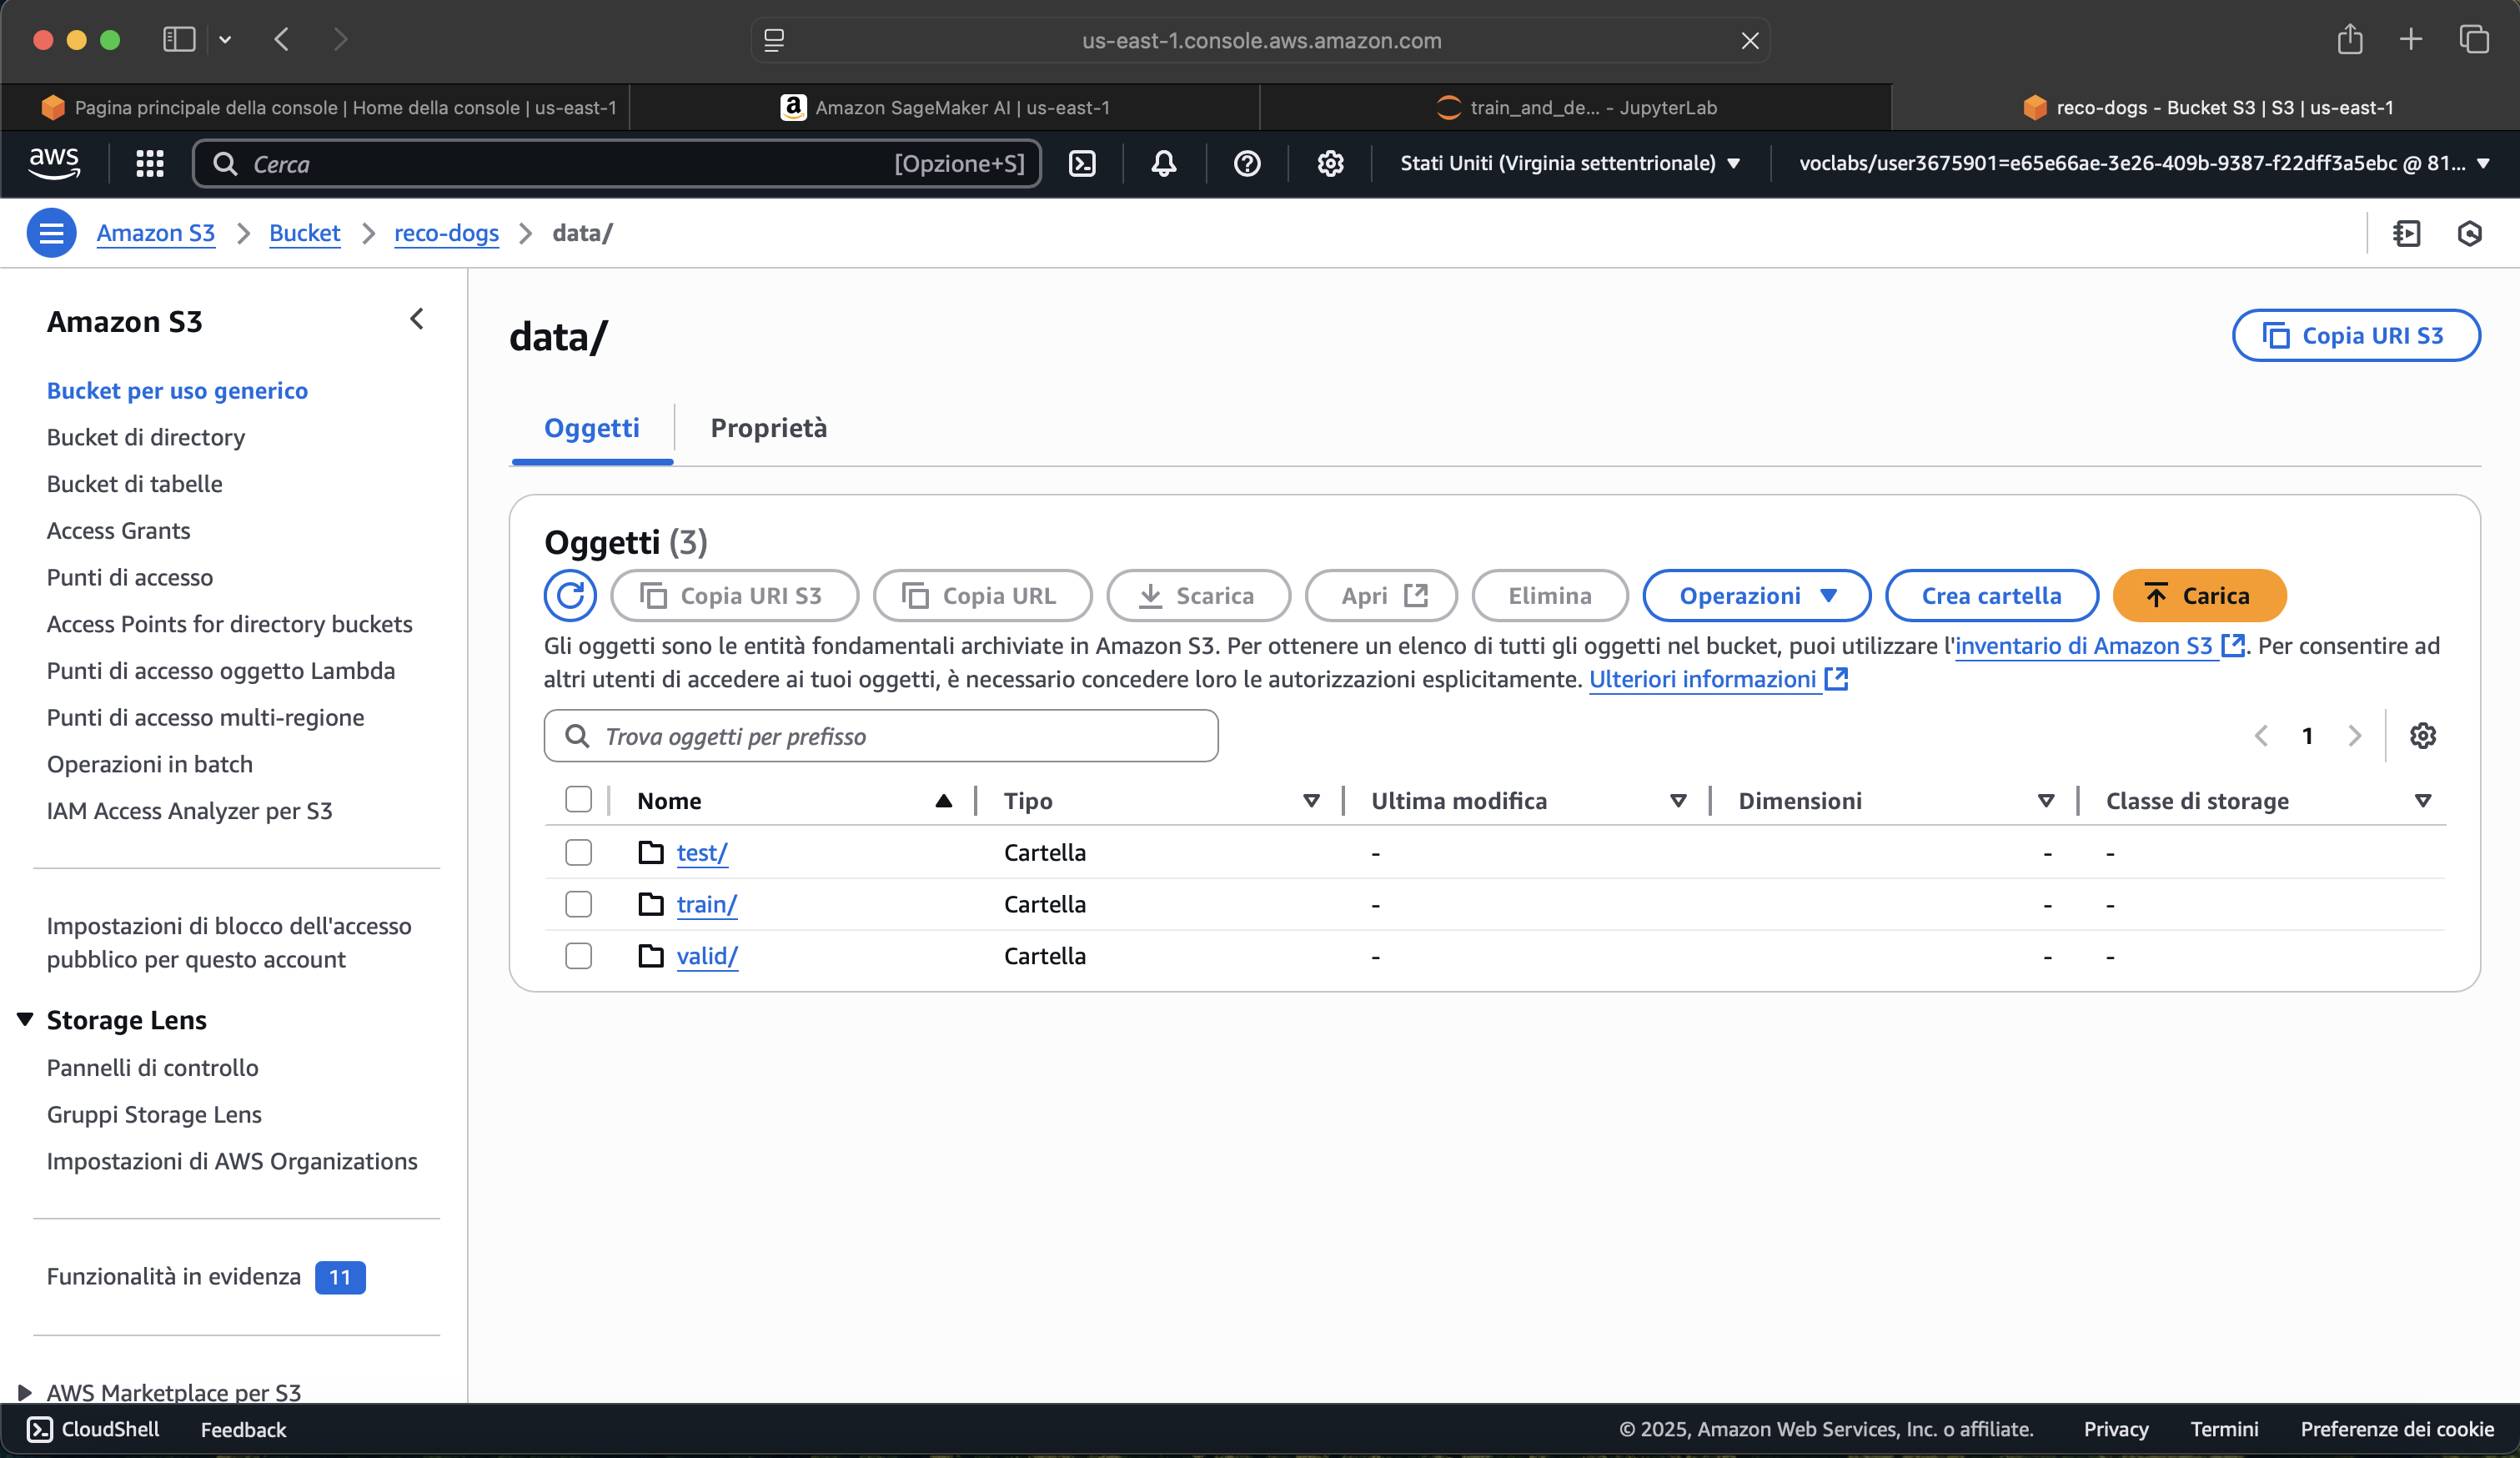 us-east-1.console.aws.amazon.com
Pagina principale della console | Home della console | us-east-1
Amazon SageMaker AI | us-east-1
train_and_de... - JupyterLab
reco-dogs - Bucket S3 | S3 | us-east-1
aws
Cerca
[Opzione+S]
Stati Uniti (Virginia settentrionale)
voclabs/user3675901=e65e66ae-3e26-409b-9387-f22dff3a5ebc @ 81...
Amazon S3
Bucket
reco-dogs
data/
Amazon S3
Bucket per uso generico
Bucket di directory
Bucket di tabelle
Access Grants
Punti di accesso
Access Points for directory buckets
Punti di accesso oggetto Lambda
Punti di accesso multi-regione
Operazioni in batch
IAM Access Analyzer per S3
Impostazioni di blocco dell'accesso
pubblico per questo account
Storage Lens
Pannelli di controllo
Gruppi Storage Lens
Impostazioni di AWS Organizations
Funzionalità in evidenza 11
AWS Marketplace per S3
data/
Copia URI S3
Oggetti
Proprietà
Oggetti (3)
Copia URI S3
Copia URL
Scarica
Apri
Elimina
Operazioni
Crea cartella
Carica
Gli oggetti sono le entità fondamentali archiviate in Amazon S3. Per ottenere un elenco di tutti gli oggetti nel bucket, puoi utilizzare l'inventario di Amazon S3. Per consentire ad
altri utenti di accedere ai tuoi oggetti, è necessario concedere loro le autorizzazioni esplicitamente. Ulteriori informazioni
Trova oggetti per prefisso
1
Nome Tipo Ultima modifica Dimensioni Classe di storage
test/ Cartella - - -
train/ Cartella - - -
valid/ Cartella - - -
CloudShell
Feedback
© 2025, Amazon Web Services, Inc. o affiliate.
Privacy
Termini
Preferenze dei cookie